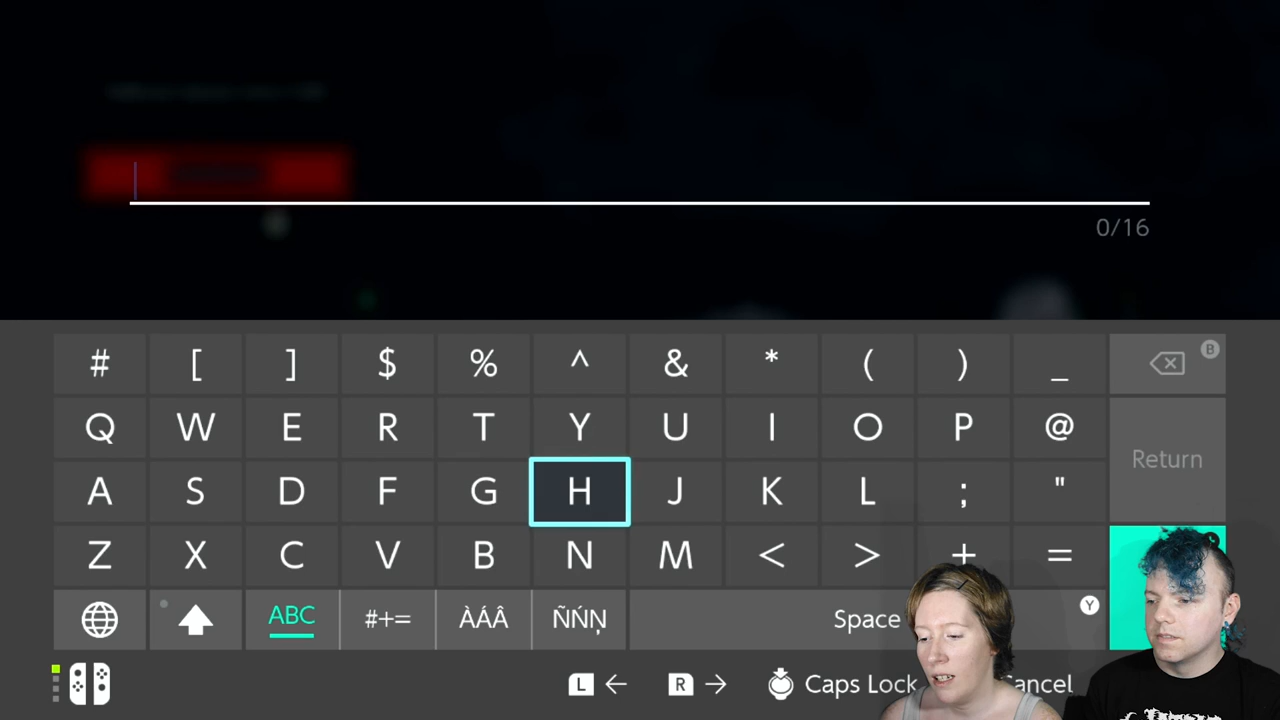 0/16
# [ ] $ % ^ & * ( ) _ B
Q W E R T Y U I O P @
Return
A S D F G H J K L ; "
Z X C V B N M < > + =
ABC #+= ÀÁÂ ÑŃŅ Space Y
L ← R → Caps Lock Cancel